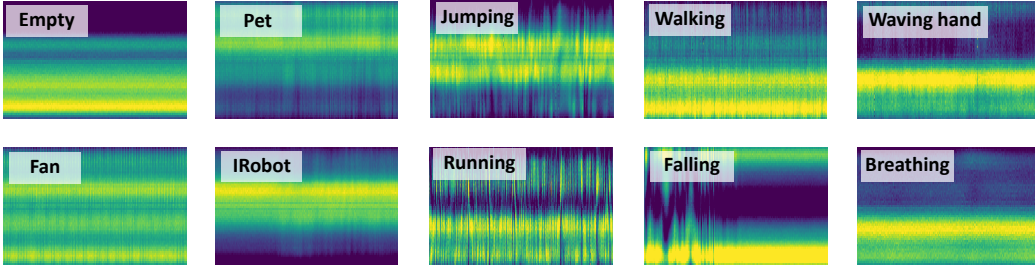 Empty
Pet
Jumping
Walking
Waving hand
Fan
IRobot
Running
Falling
Breathing